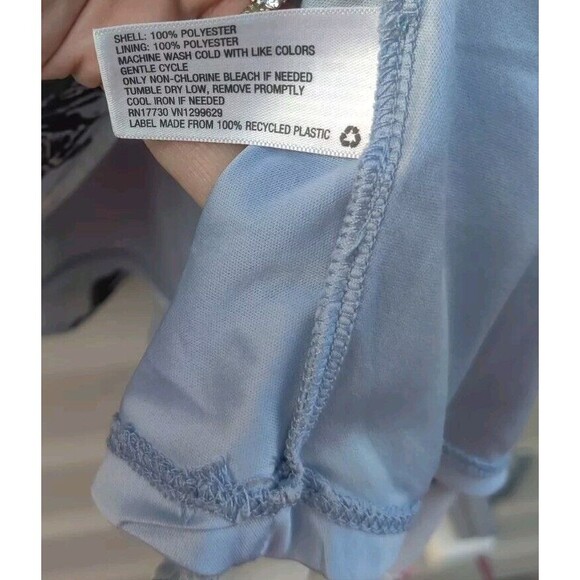 SHELL: 100% POLYESTER
LINING: 100% POLYESTER
MACHINE WASH COLD WITH LIKE COLORS
GENTLE CYCLE
ONLY NON-CHLORINE BLEACH IF NEEDED
TUMBLE DRY LOW, REMOVE PROMPTLY
COOL IRON IF NEEDED
RN17730 VN1299629
LABEL MADE FROM 100% RECYCLED PLASTIC